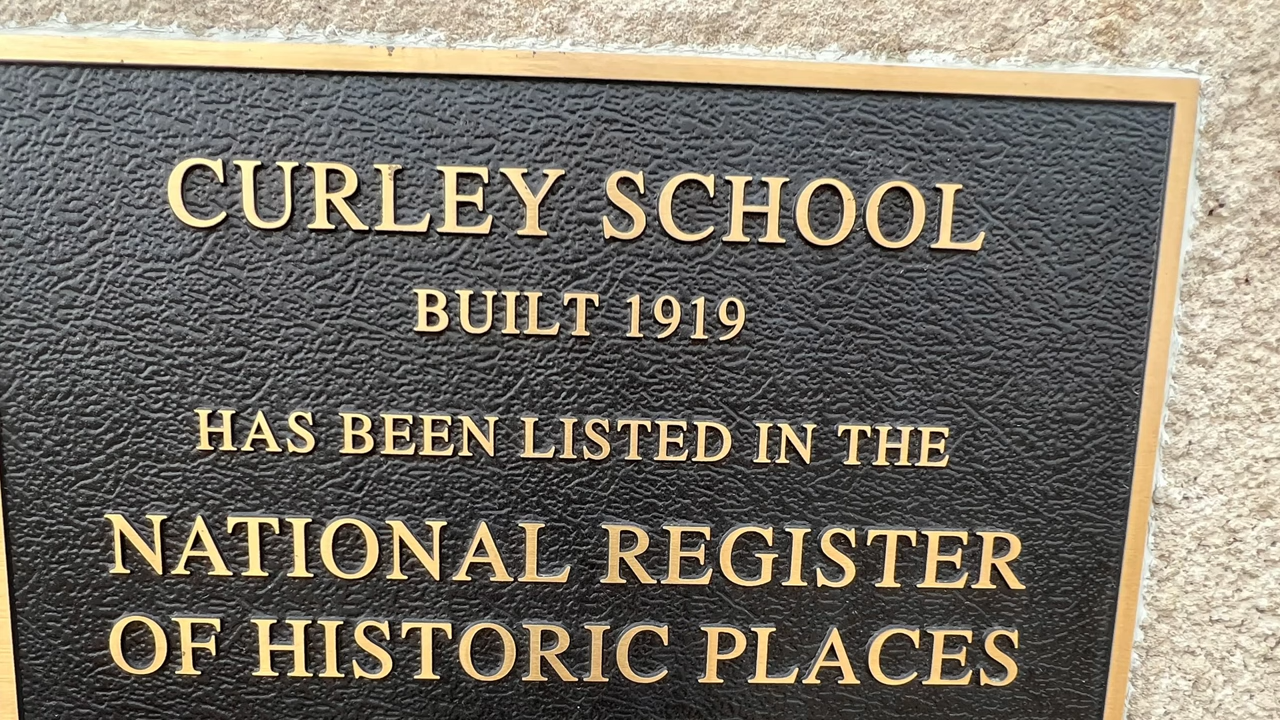 CURLEY SCHOOL
BUILT 1919
HAS BEEN LISTED IN THE
NATIONAL REGISTER
OF HISTORIC PLACES